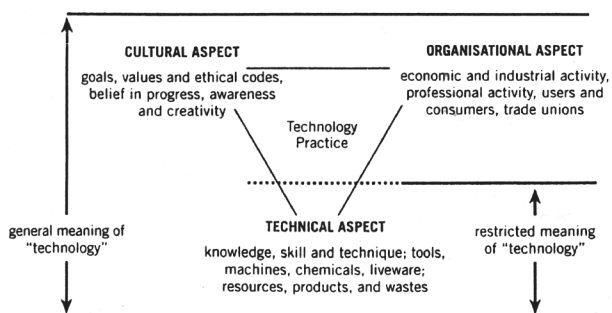 CULTURAL ASPECT
goals, values and ethical codes,
belief in progress, awareness
and creativity
ORGANISATIONAL ASPECT
economic and industrial activity,
professional activity, users and
consumers, trade unions
Technology
Practice
general meaning of
“technology”
TECHNICAL ASPECT
knowledge, skill and technique; tools,
machines, chemicals, liveware;
resources, products, and wastes
restricted meaning
of “technology”